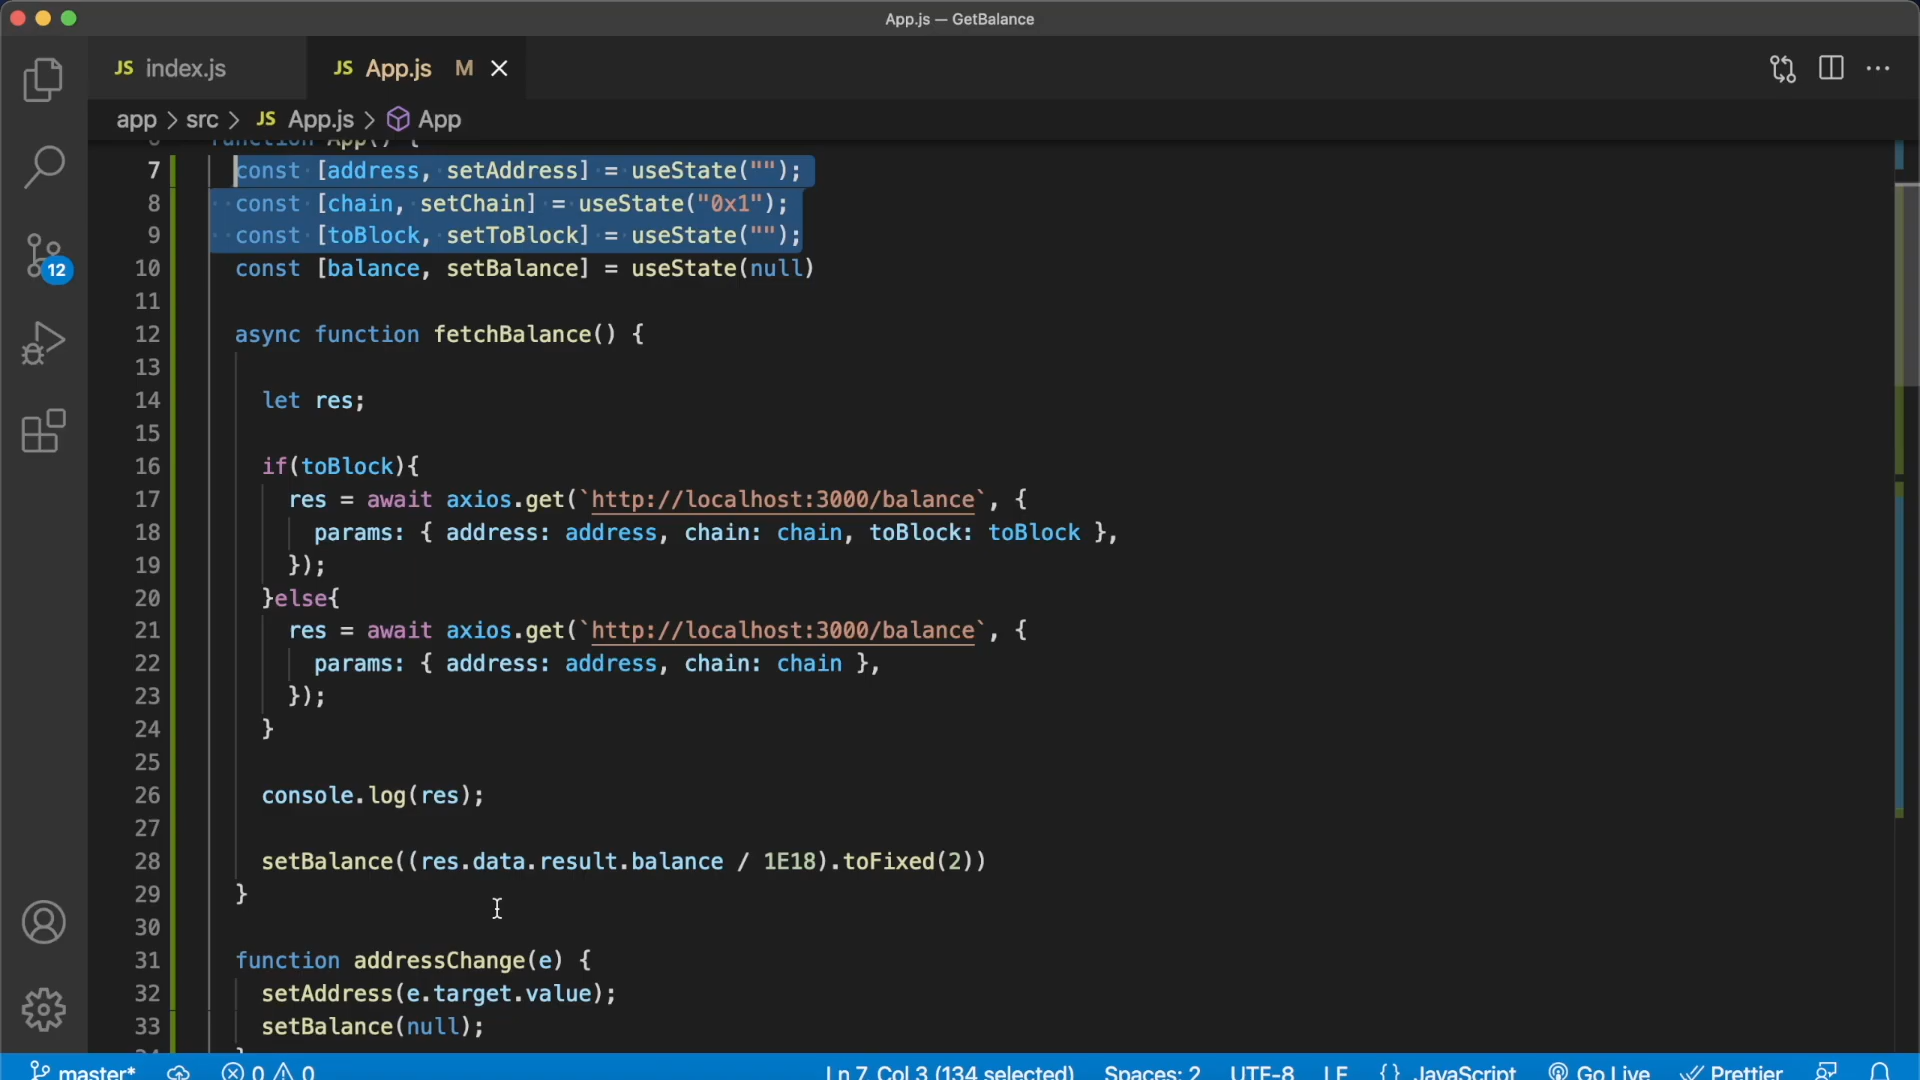 App.js — GetBalance
JS index.js
JS App.js M
app > src > JS App.js > App
6 function App() {
7 const [address, setAddress] = useState("");
8 const [chain, setChain] = useState("0x1");
9 const [toBlock, setToBlock] = useState("");
10 const [balance, setBalance] = useState(null)
11
12 async function fetchBalance() {
13
14 let res;
15
16 if(toBlock){
17 res = await axios.get(`http://localhost:3000/balance`, {
18 params: { address: address, chain: chain, toBlock: toBlock },
19 });
20 }else{
21 res = await axios.get(`http://localhost:3000/balance`, {
22 params: { address: address, chain: chain },
23 });
24 }
25
26 console.log(res);
27
28 setBalance((res.data.result.balance / 1E18).toFixed(2))
29 }
30
31 function addressChange(e) {
32 setAddress(e.target.value);
33 setBalance(null);
34 }
12
master* 0 0 Ln 7, Col 3 (134 selected) Spaces: 2 UTF-8 LF {} JavaScript Go Live Prettier